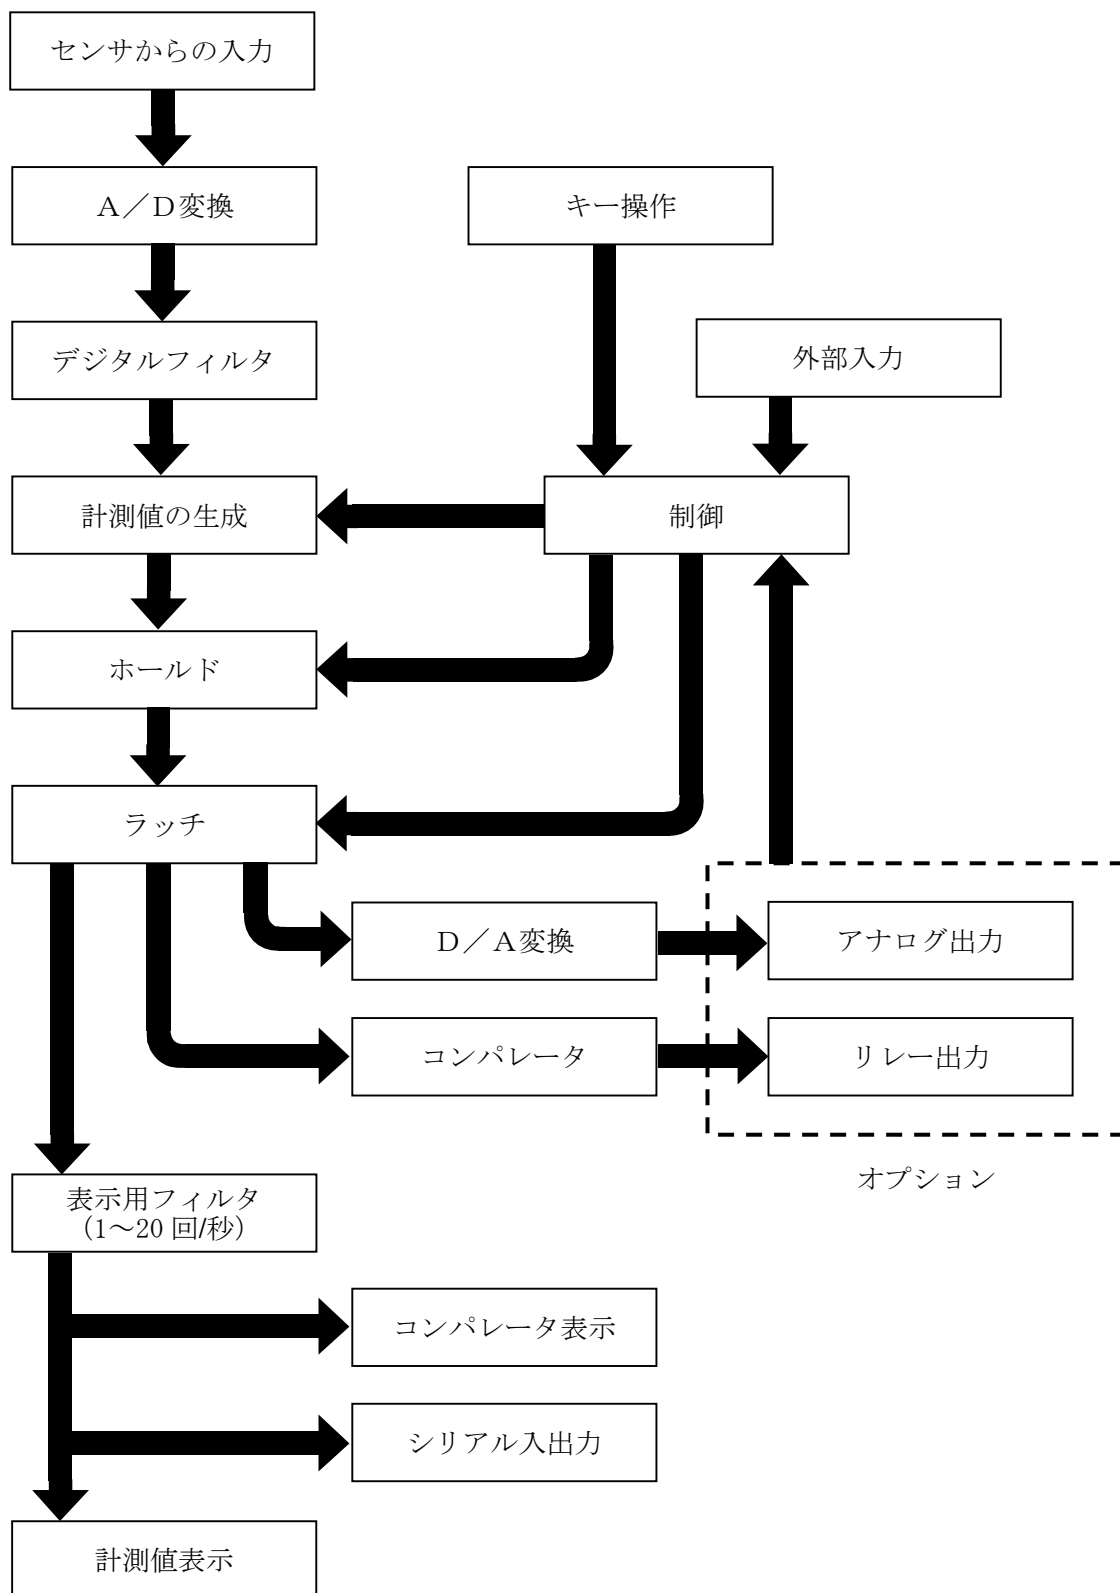 センサからの入力
A/D変換
キー操作
デジタルフィルタ
外部入力
計測値の生成
制御
ホールド
ラッチ
D/A変換
アナログ出力
コンパレータ
リレー出力
オプション
表示用フィルタ
(1～20 回/秒)
コンパレータ表示
シリアル入出力
計測値表示